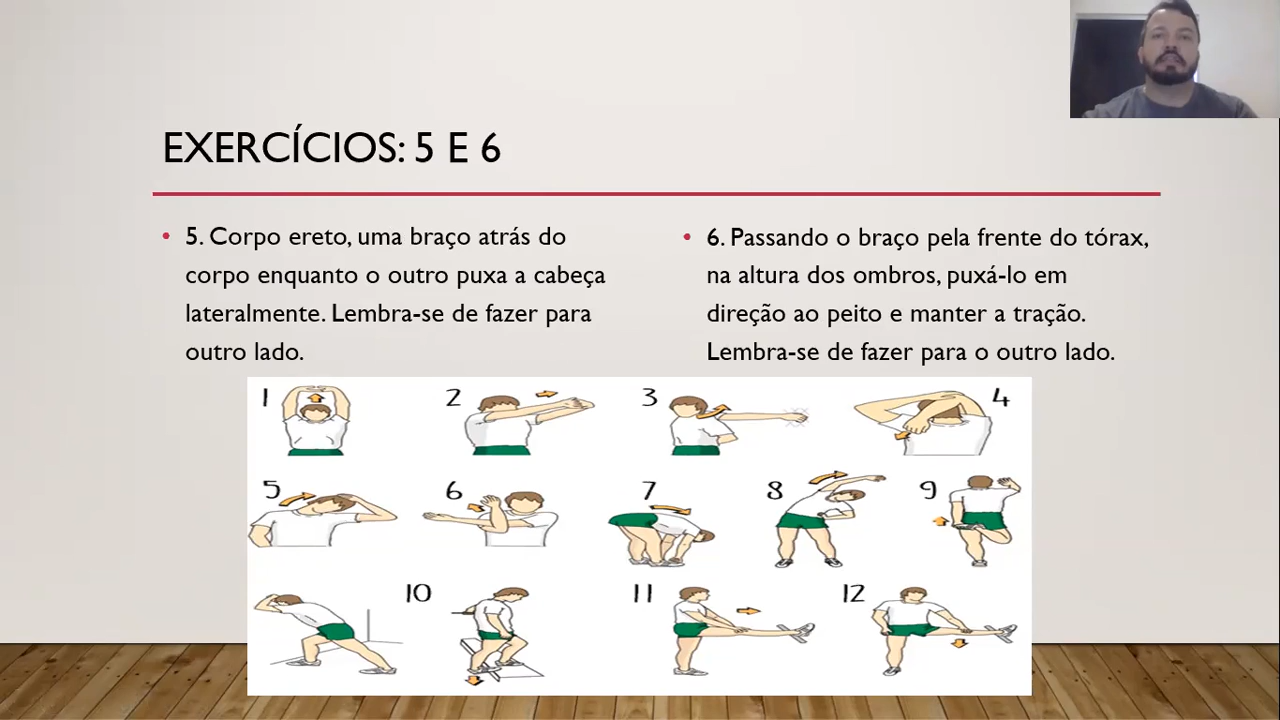 EXERCÍCIOS: 5 E 6
• 5. Corpo ereto, uma braço atrás do
corpo enquanto o outro puxa a cabeça
lateralmente. Lembra-se de fazer para
outro lado.
• 6. Passando o braço pela frente do tórax,
na altura dos ombros, puxá-lo em
direção ao peito e manter a tração.
Lembra-se de fazer para o outro lado.
1 2 3 4
5 6 7 8 9
10 11 12